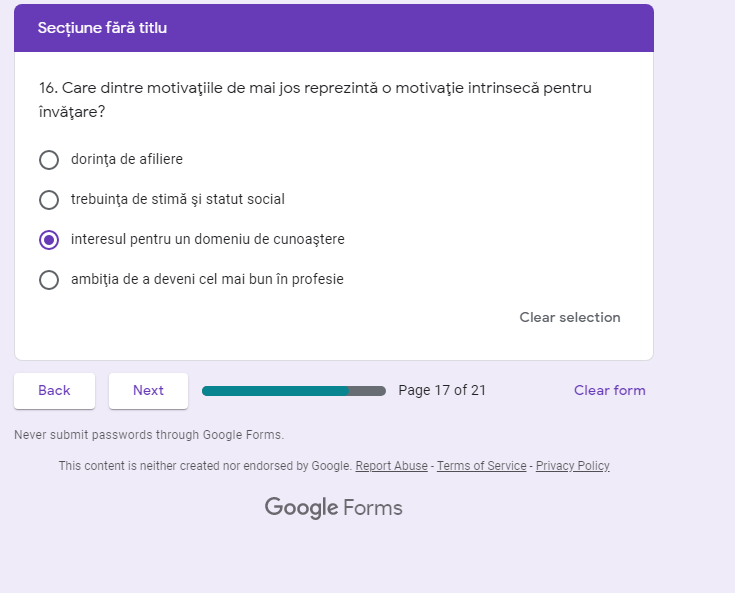 Secțiune fără titlu
16. Care dintre motivaţiile de mai jos reprezintă o motivaţie intrinsecă pentru
învăţare?
dorinţa de afiliere
trebuinţa de stimă şi statut social
interesul pentru un domeniu de cunoaştere
ambiţia de a deveni cel mai bun în profesie
Clear selection
Back Next Page 17 of 21 Clear form
Never submit passwords through Google Forms.
This content is neither created nor endorsed by Google. Report Abuse - Terms of Service - Privacy Policy
Google Forms